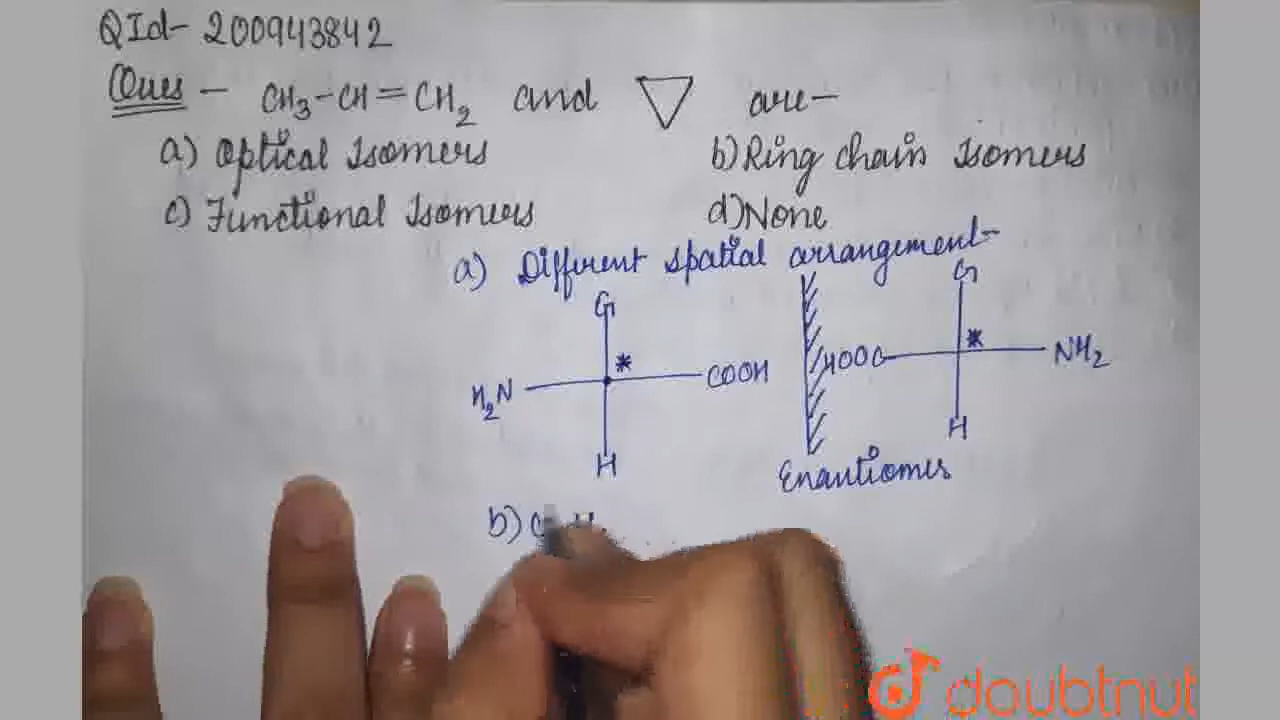 QId- 200943842
Ques - CH3-CH=CH2 and ▽ are-
a) Optical Isomers b) Ring chain Isomers
c) Functional Isomers d) None
a) Different spatial arrangement-
G G
* *
H2N COOH HOOC NH2
H H
Enantiomers
b)
doubtnut